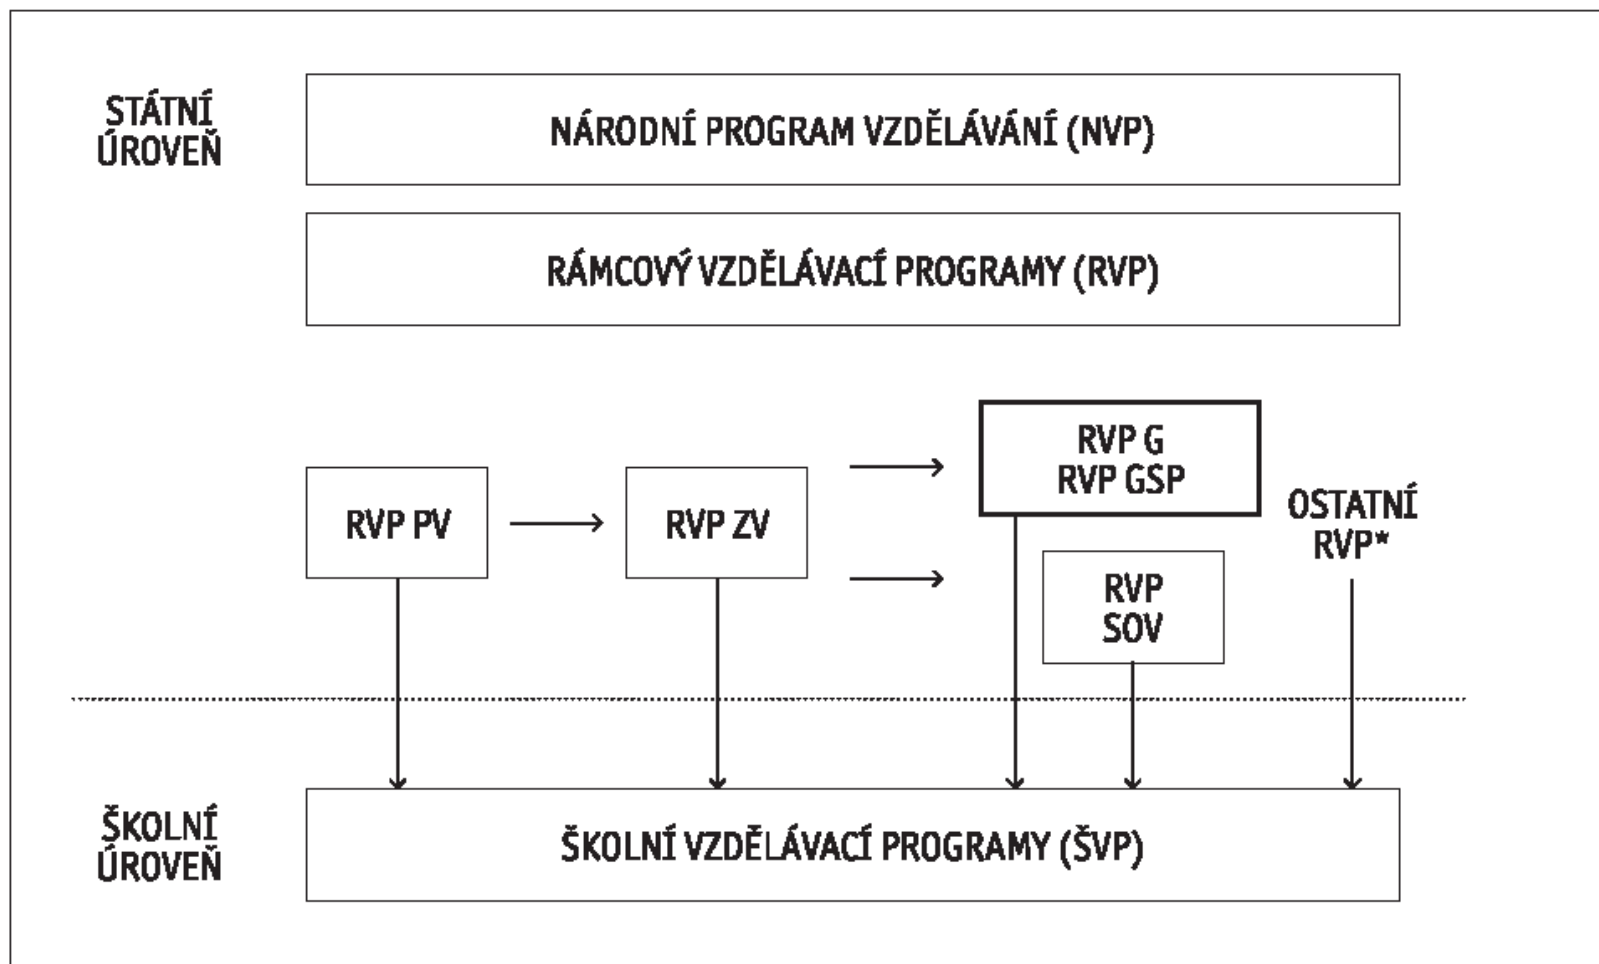 STÁTNÍ
ÚROVEŇ
NÁRODNÍ PROGRAM VZDĚLÁVÁNÍ (NVP)
RÁMCOVÝ VZDĚLÁVACÍ PROGRAMY (RVP)
RVP PV
RVP ZV
RVP G
RVP GSP
RVP
SOV
OSTATNÍ
RVP*
ŠKOLNÍ
ÚROVEŇ
ŠKOLNÍ VZDĚLÁVACÍ PROGRAMY (ŠVP)